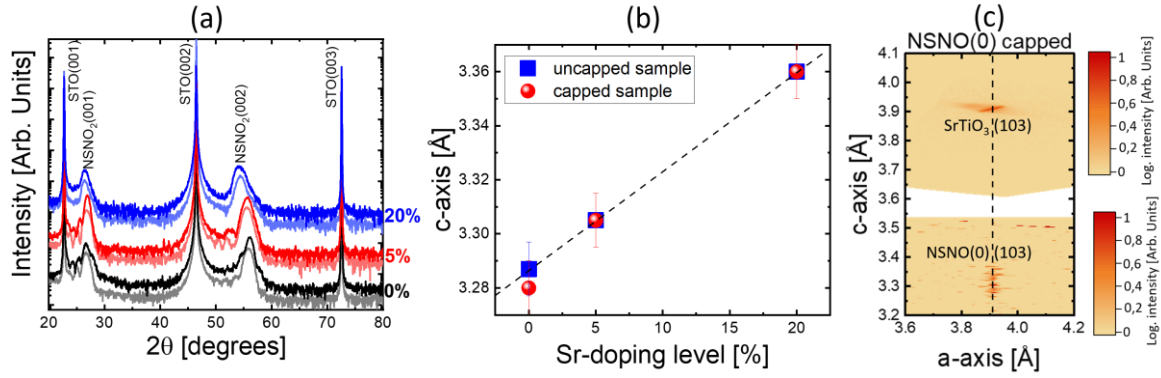 (a)
(b)
(c)
Intensity [Arb. Units]
STO(001)
NSNO₂(001)
STO(002)
NSNO₂(002)
STO(003)
20%
5%
0%
20 30 40 50 60 70 80
2θ [degrees]
c-axis [Å]
3.36
3.34
3.32
3.30
3.28
uncapped sample
capped sample
0 5 10 15 20
Sr-doping level [%]
NSNO(0) capped
c-axis [Å]
4.1
4.0
3.9
3.8
3.7
3.6
3.5
3.4
3.3
3.2
SrTiO₃ (103)
NSNO(0) (103)
3.6 3.8 4.0 4.2
a-axis [Å]
1
0,8
0,6
0,4
0,2
0
Log. intensity [Arb. Units]
1
0,8
0,6
0,4
0,2
0
Log. intensity [Arb. Units]